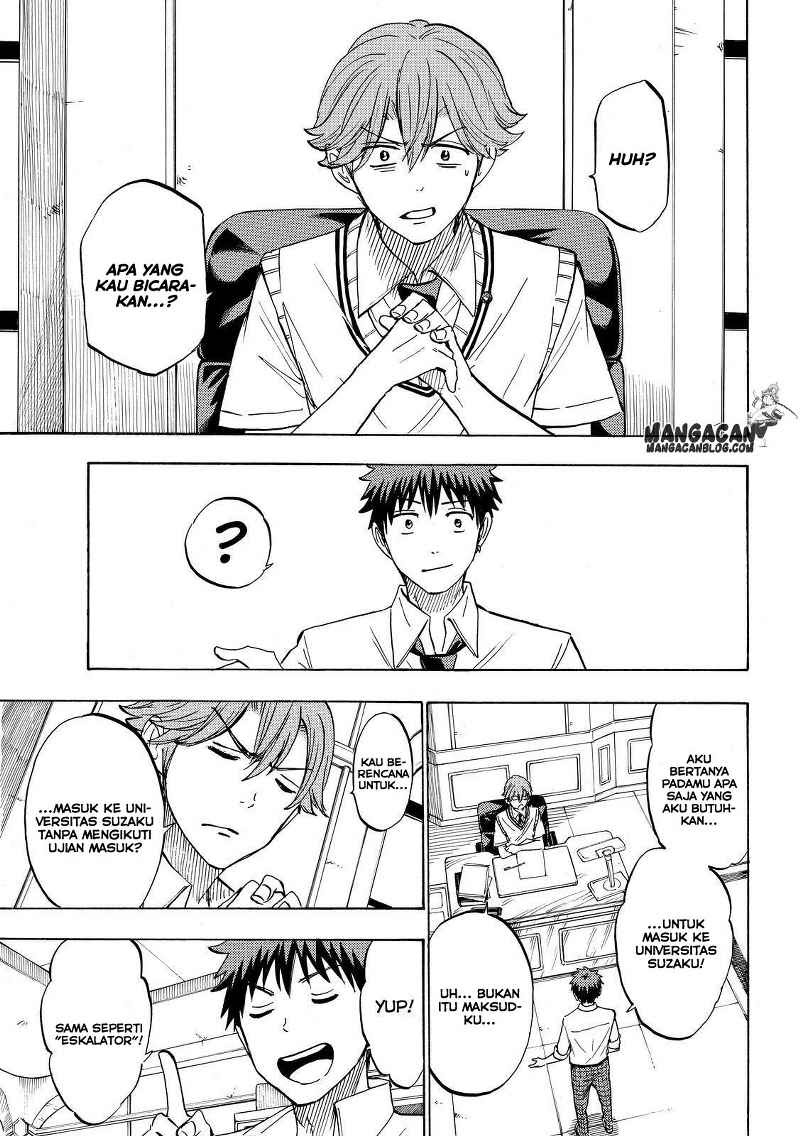 HUH?
APA YANG
KAU BICARA-
KAN...?
MANGACAN
MANGACANBLOG.COM
?
AKU
BERTANYA
PADAMU APA
SAJA YANG
AKU BUTUH-
KAN...
...UNTUK
MASUK KE
UNIVERSITAS
SUZAKU!
UH... BUKAN
ITU MAKSUD-
KU...
KAU BE-
RENCANA
UNTUK...
...MASUK KE UNI-
VERSITAS SUZAKU
TANPA MENGIKUTI
UJIAN MASUK?
YUP!
SAMA SEPERTI
"ESKALATOR"!